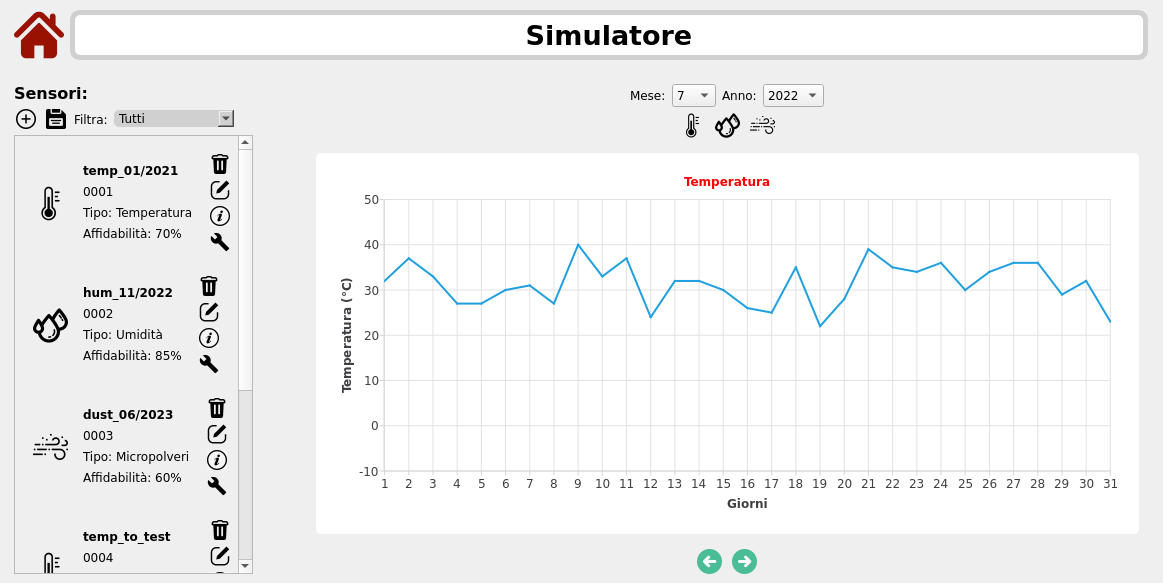 Simulatore
Sensori:
Filtra: Tutti
temp_01/2021
0001
Tipo: Temperatura
Affidabilità: 70%
hum_11/2022
0002
Tipo: Umidità
Affidabilità: 85%
dust_06/2023
0003
Tipo: Micropolveri
Affidabilità: 60%
temp_to_test
0004
Mese: 7 Anno: 2022
Temperatura
Temperatura (°C)
50
40
30
20
10
0
-10
1 2 3 4 5 6 7 8 9 10 11 12 13 14 15 16 17 18 19 20 21 22 23 24 25 26 27 28 29 30 31
Giorni